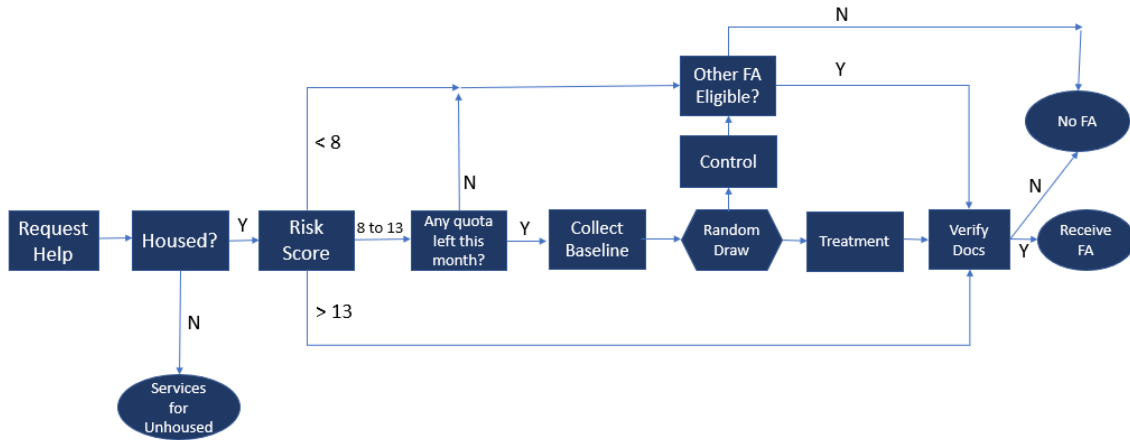 N
Other FA
Eligible?
Y
No FA
< 8
Control
N
N
Request
Help
Housed?
Y
Risk
Score
8 to 13
Any quota
left this
month?
Y
Collect
Baseline
Random
Draw
Treatment
Verify
Docs
Y
Receive
FA
> 13
N
Services
for
Unhoused